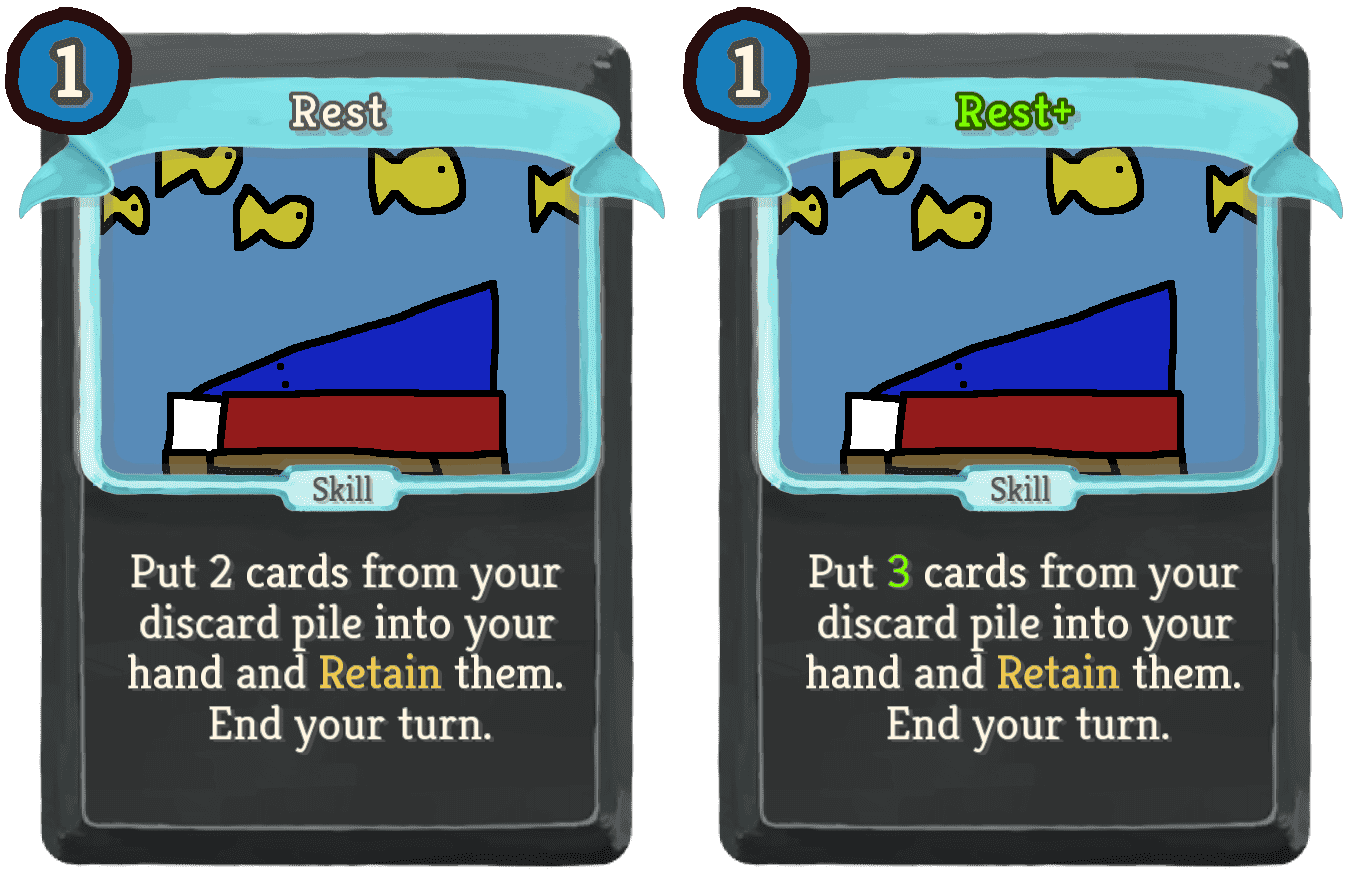 1
Rest
Skill
Put 2 cards from your
discard pile into your
hand and Retain them.
End your turn.
1
Rest+
Skill
Put 3 cards from your
discard pile into your
hand and Retain them.
End your turn.